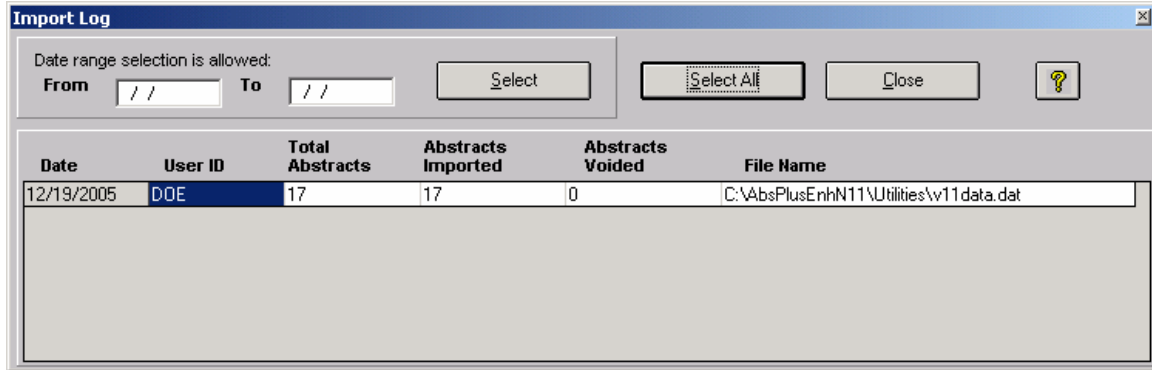 Import Log
Date range selection is allowed:
From / / To / / Select Select All Close ?
Date User ID Total Abstracts Abstracts Imported Abstracts Voided File Name
12/19/2005 DOE 17 17 0 C:\AbsPlusEnhN11\Utilities\v11data.dat